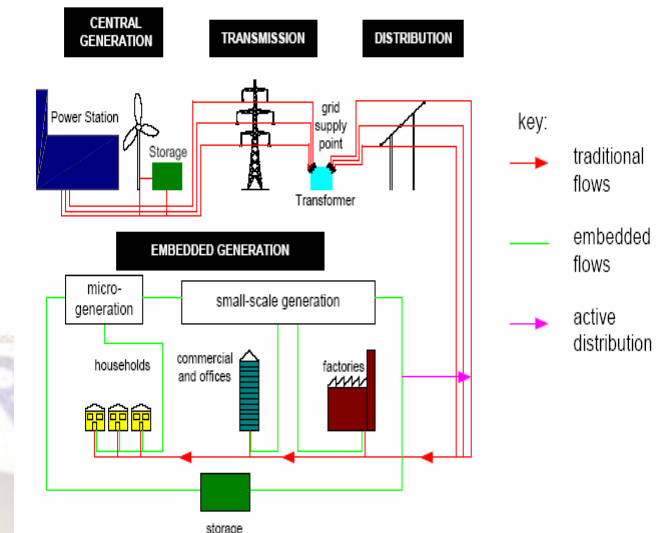 CENTRAL
GENERATION
TRANSMISSION
DISTRIBUTION
Power Station
Storage
grid
supply
point
Transformer
key:
traditional
flows
embedded
flows
active
distribution
EMBEDDED GENERATION
micro-
generation
small-scale generation
households
commercial
and offices
factories
storage